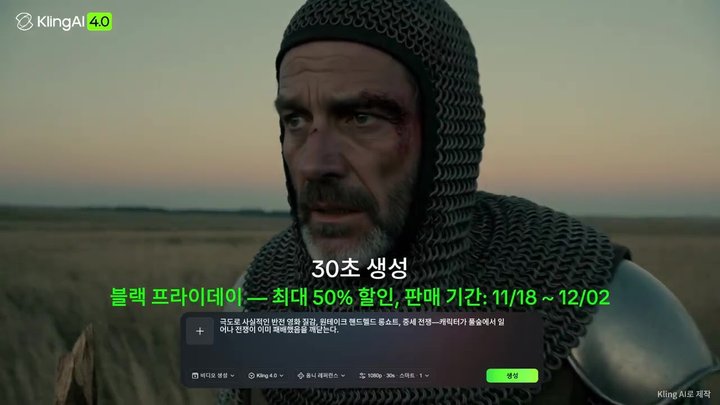 KlingAI 4.0
30초 생성
블랙 프라이데이 — 최대 50% 할인, 판매 기간: 11/18 ~ 12/02
극도로 사실적인 반전 영화 질감, 원테이크 핸드헬드 롱쇼트, 중세 전쟁—캐릭터가 풀숲에서 일
어나 전쟁이 이미 패배했음을 깨닫는다.
비디오 생성 Kling 4.0 옴니 레퍼런스 1080p · 30s · 스마트 · 1 생성
Kling AI로 제작